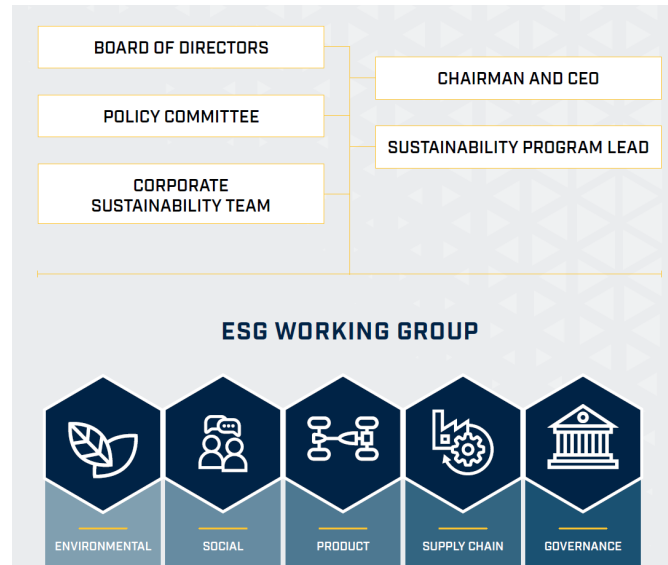 BOARD OF DIRECTORS
CHAIRMAN AND CEO
POLICY COMMITTEE
SUSTAINABILITY PROGRAM LEAD
CORPORATE
SUSTAINABILITY TEAM
ESG WORKING GROUP
ENVIRONMENTAL
SOCIAL
PRODUCT
SUPPLY CHAIN
GOVERNANCE